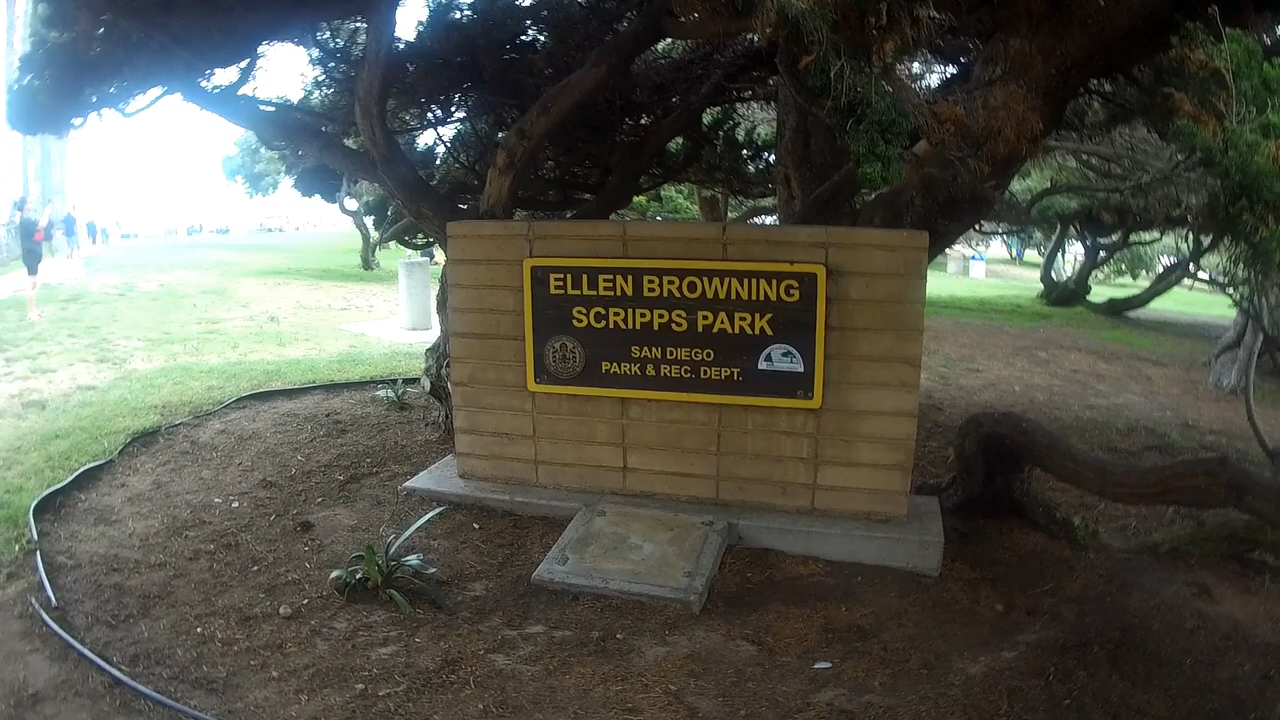 ELLEN BROWNING
SCRIPPS PARK
SAN DIEGO
PARK & REC. DEPT.